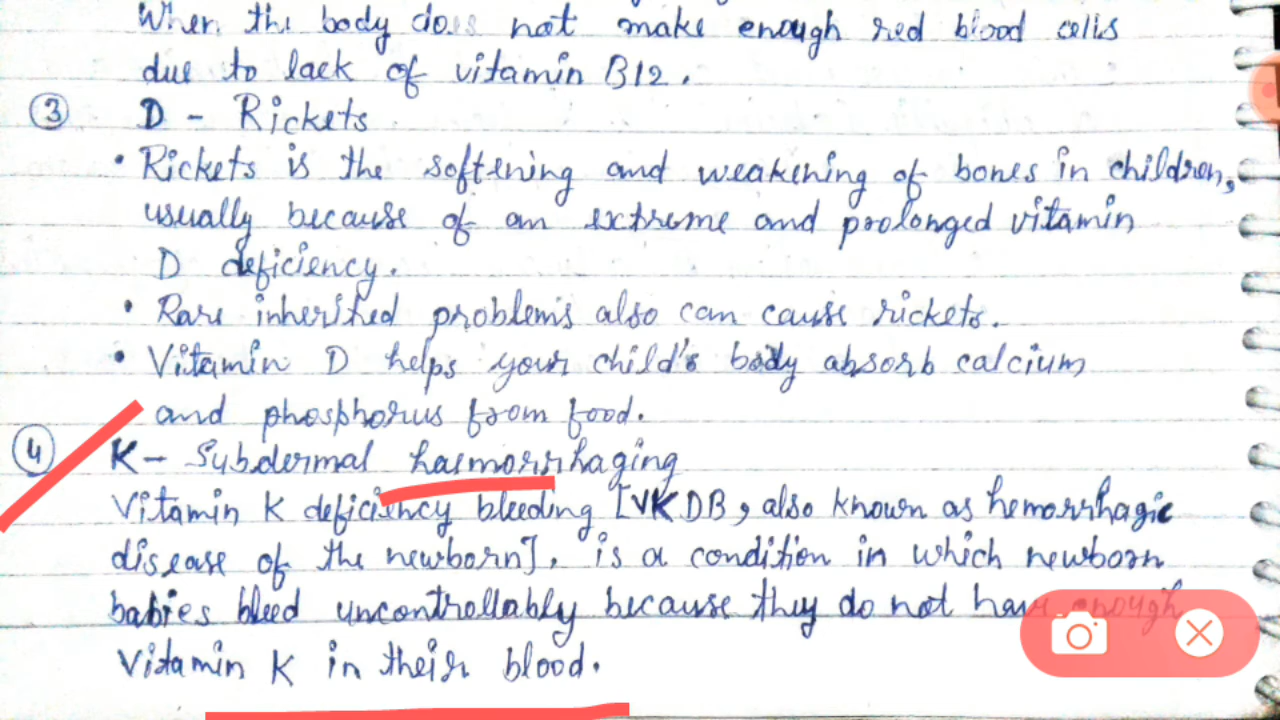 When the body does not make enough red blood cells
due to lack of vitamin B12.
③ D - Rickets
• Rickets is the softening and weakening of bones in children,
usually because of an extreme and prolonged vitamin
D deficiency.
• Rare inherited problems also can cause rickets.
• Vitamin D helps your child's body absorb calcium
and phosphorus from food.
④ K - Subdermal haemorrhaging
Vitamin K deficiency bleeding [VKDB, also known as hemorrhagic
disease of the newborn], is a condition in which newborn
babies bleed uncontrollably because they do not have enough
Vitamin K in their blood.